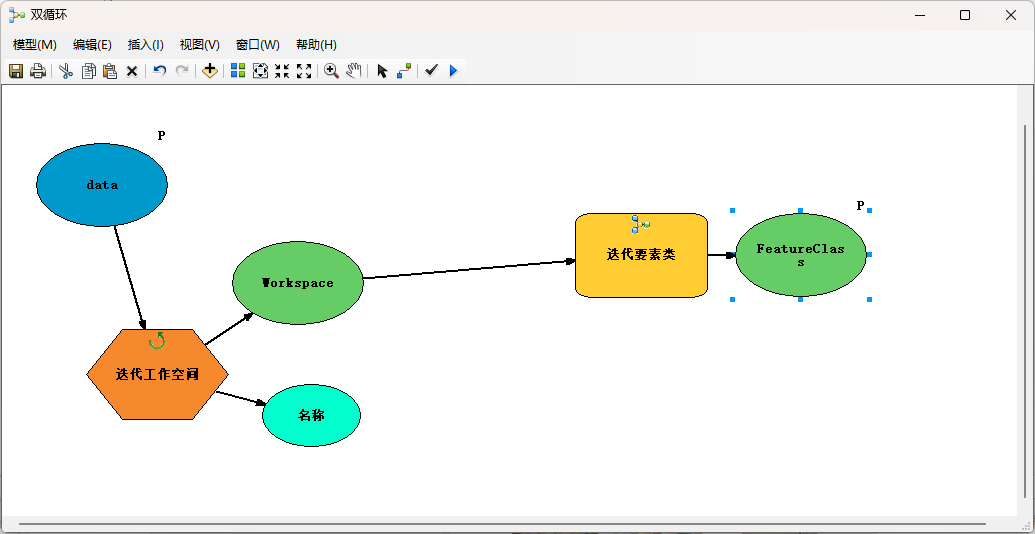 双循环
模型(M) 编辑(E) 插入(I) 视图(V) 窗口(W) 帮助(H)
P
data
P
迭代要素类
FeatureClas
s
Workspace
迭代工作空间
名称